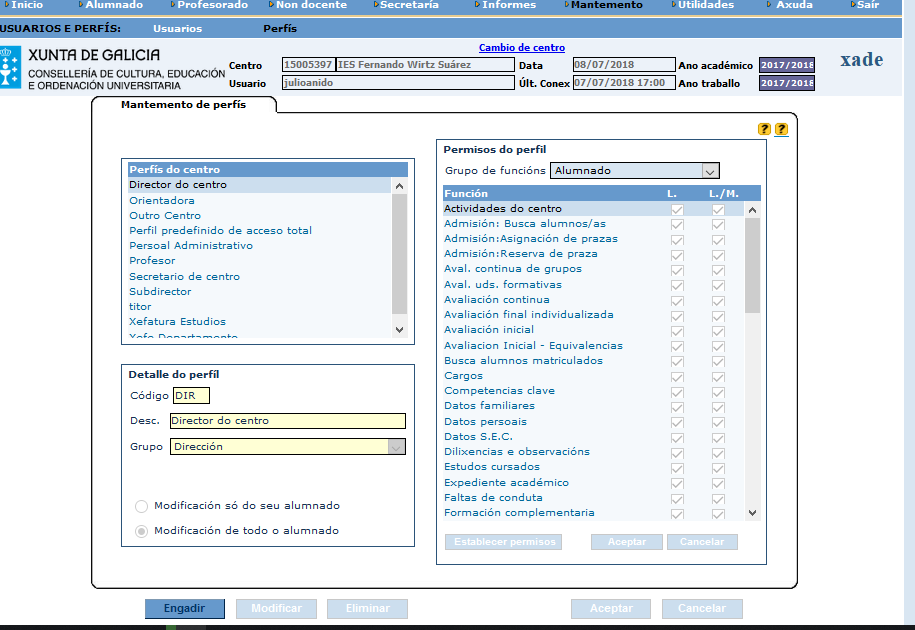 Inicio Alumnado Profesorado Non docente Secretaría Informes Mantemento Utilidades Axuda Saír
USUARIOS E PERFÍS: Usuarios Perfís
Cambio de centro
XUNTA DE GALICIA
CONSELLERÍA DE CULTURA, EDUCACIÓN
E ORDENACIÓN UNIVERSITARIA
Centro 15005397 IES Fernando Wirtz Suárez Data 08/07/2018 Ano académico 2017/2018
Usuario julioanido Últ. Conex 07/07/2018 17:00 Ano traballo 2017/2018
xade
Mantemento de perfís
? ?
Perfís do centro
Director do centro
Orientadora
Outro Centro
Perfil predefinido de acceso total
Persoal Administrativo
Profesor
Secretario de centro
Subdirector
titor
Xefatura Estudios
Xefe Departamento
Detalle do perfíl
Código DIR
Desc. Director do centro
Grupo Dirección
Modificación só do seu alumnado
Modificación de todo o alumnado
Permisos do perfil
Grupo de funcións Alumnado
Función L. L./M.
Actividades do centro
Admisión: Busca alumnos/as
Admisión:Asignación de prazas
Admisión:Reserva de praza
Aval. continua de grupos
Aval. uds. formativas
Avaliación continua
Avaliación final individualizada
Avaliación inicial
Avaliacion Inicial - Equivalencias
Busca alumnos matriculados
Cargos
Competencias clave
Datos familiares
Datos persoais
Datos S.E.C.
Dilixencias e observacións
Estudos cursados
Expediente académico
Faltas de conduta
Formación complementaria
Establecer permisos Aceptar Cancelar
Engadir Modificar Eliminar Aceptar Cancelar